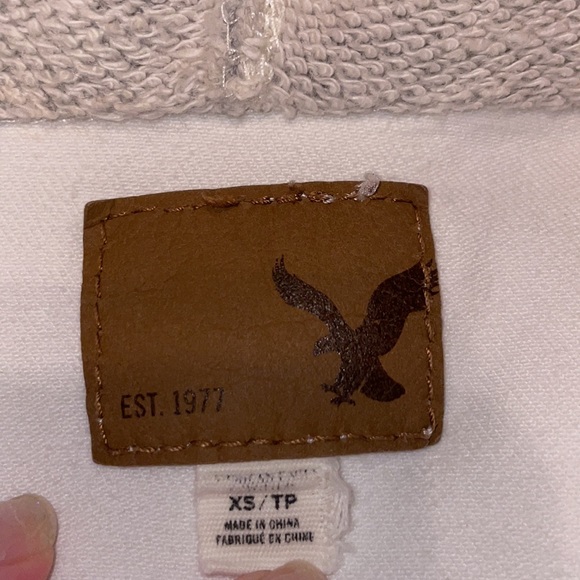 EST. 1977
XS/TP
MADE IN CHINA
FABRIQUÉ EN CHINE